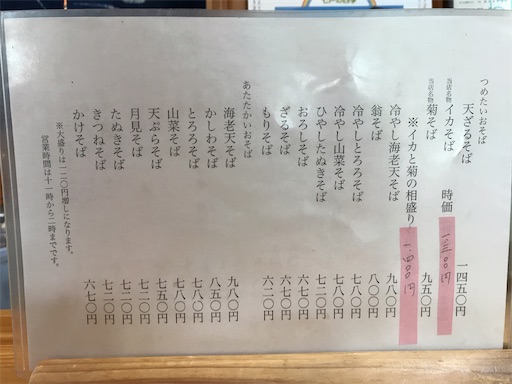 つめたいおそば
天ざるそば 一四五〇円
当店名物 イカそば 時価 一、三〇〇円
当店名物 菊そば 九五〇円
※イカと菊の相盛り 一、四〇〇円
冷やし海老天そば 九八〇円
翁そば 八〇〇円
冷やしとろろそば 七八〇円
冷やし山菜そば 七八〇円
ひやしたぬきそば 七二〇円
おろしそば 六七〇円
ざるそば 六七〇円
もりそば 六二〇円
あたたかいおそば
海老天そば 九八〇円
かしわそば 八五〇円
とろろそば 七八〇円
山菜そば 七八〇円
天ぷらそば 七五〇円
月見そば 七二〇円
たぬきそば 七二〇円
きつねそば 七二〇円
かけそば 六七〇円
※大盛りは一二〇円増しになります。
営業時間は十一時から二時までです。